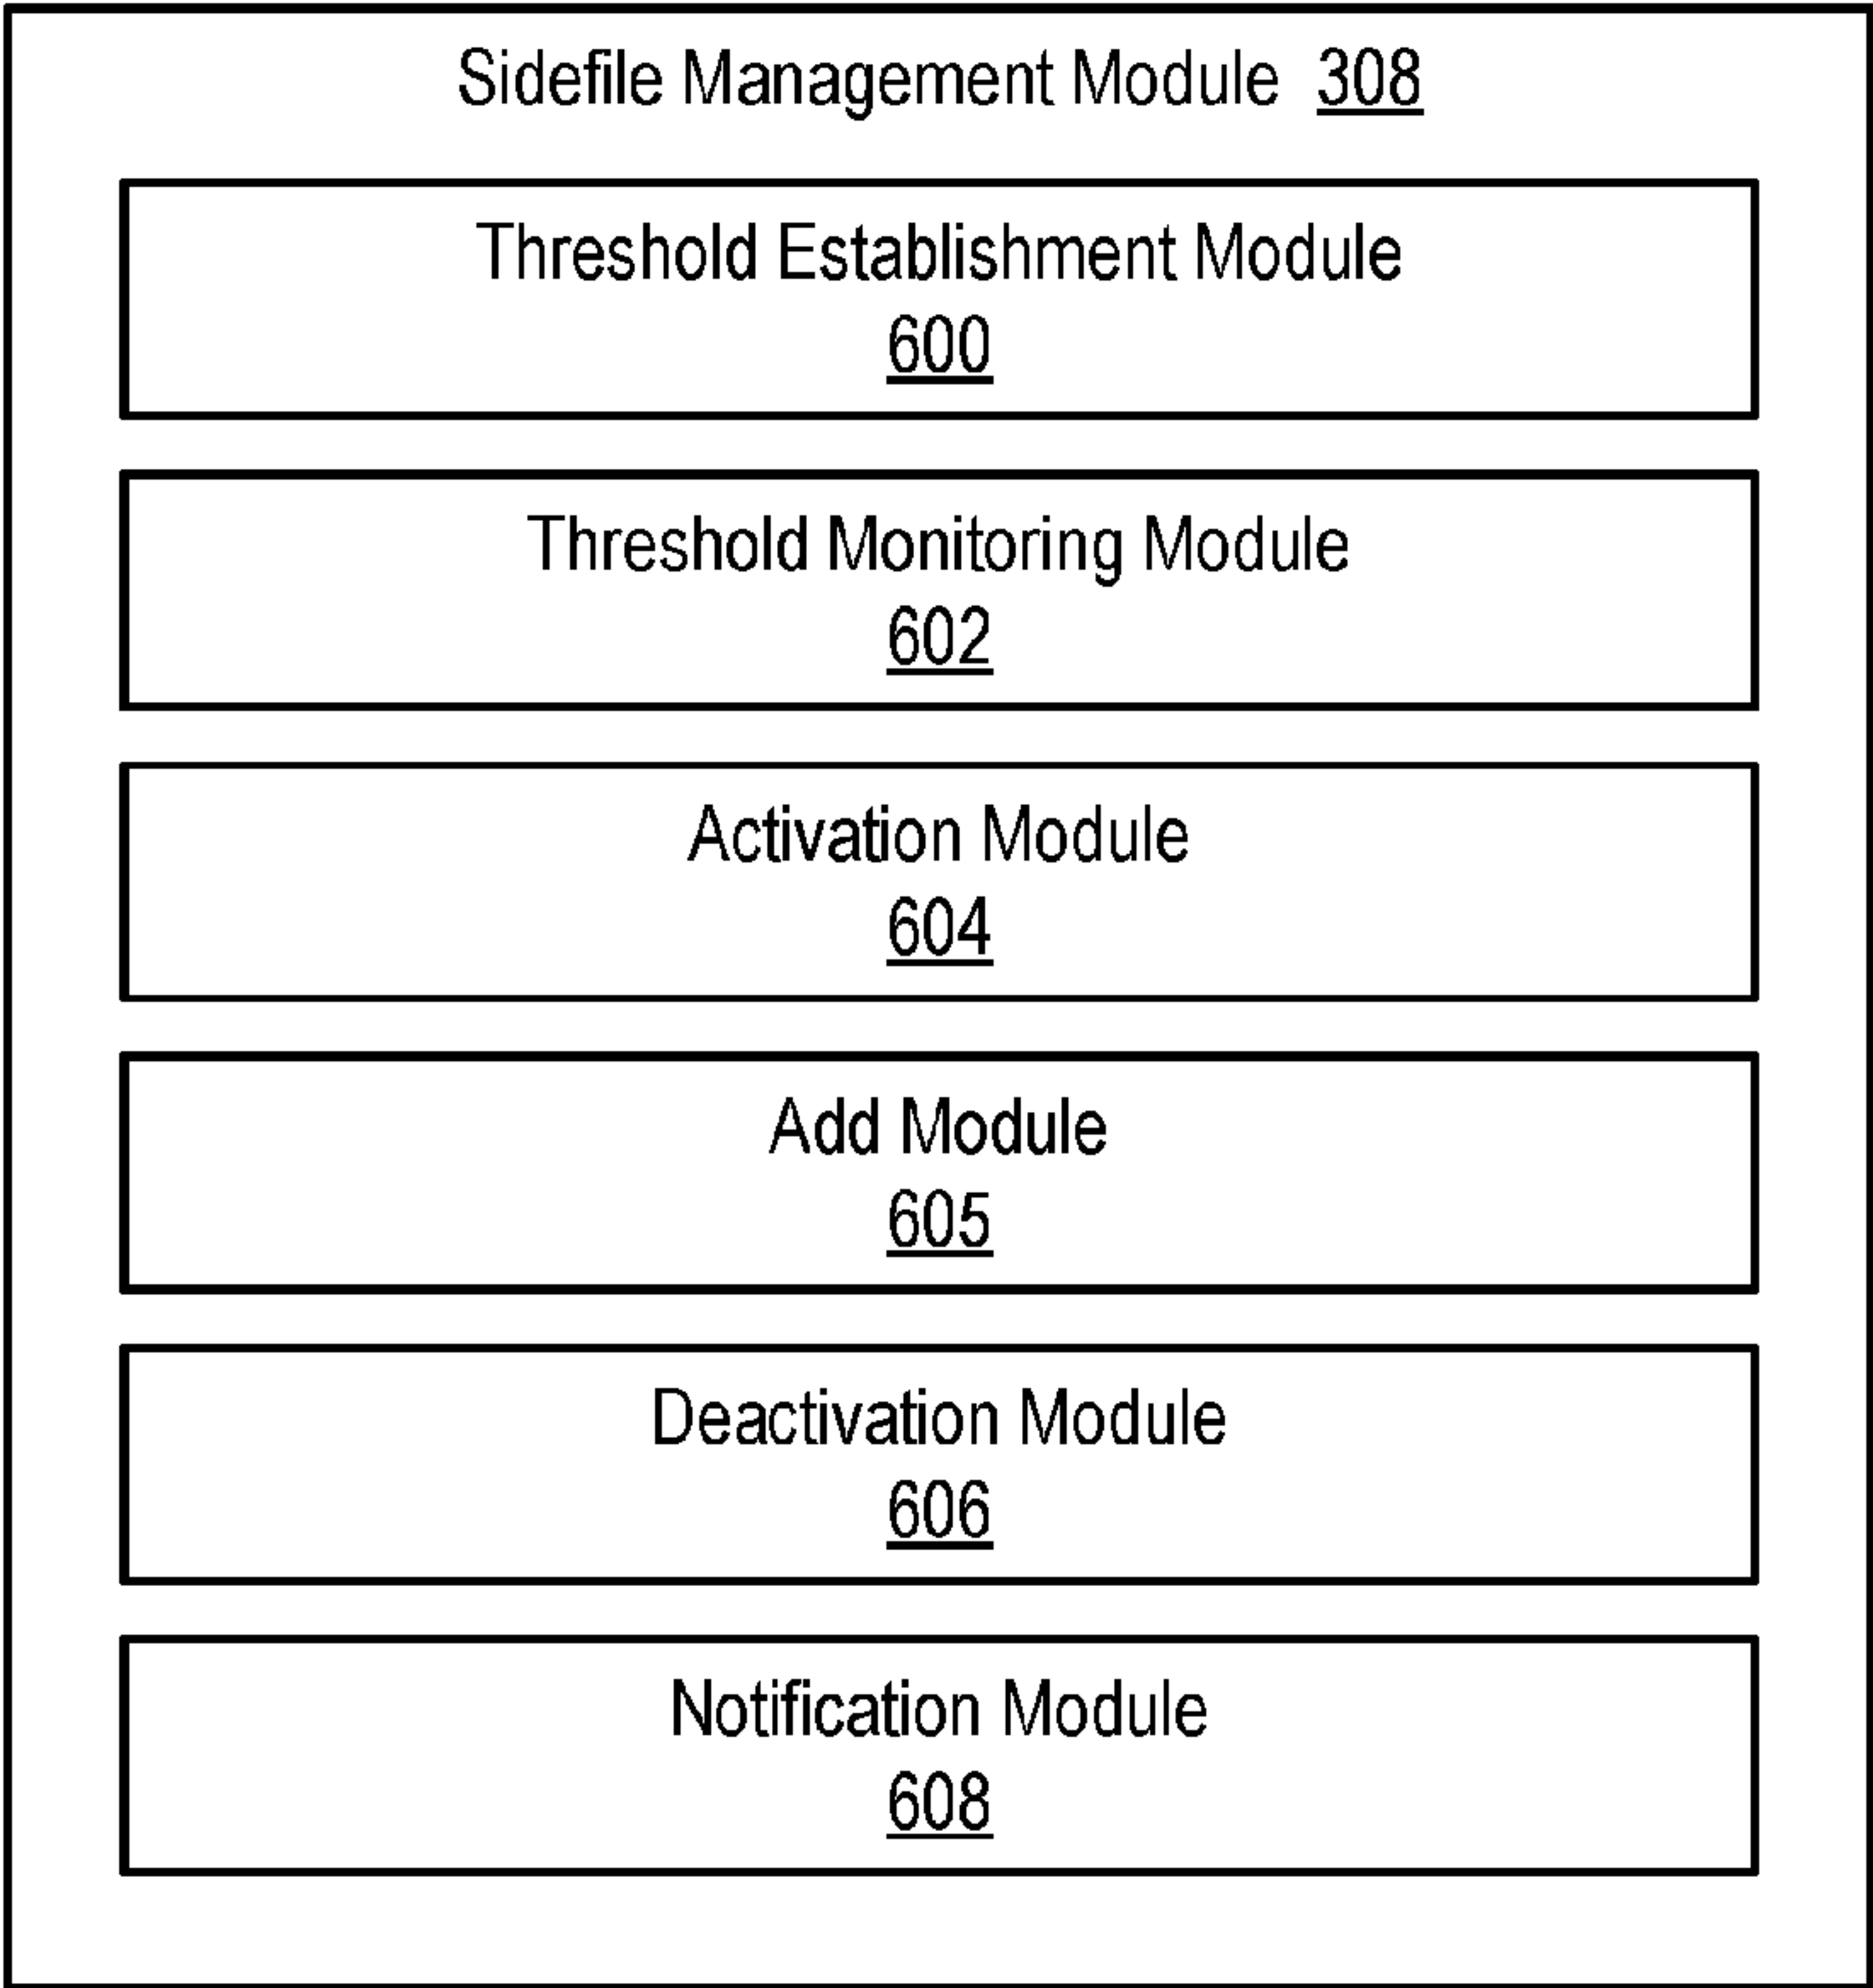 Sidefile Management Module 308
Threshold Establishment Module
600
Threshold Monitoring Module
602
Activation Module
604
Add Module
605
Deactivation Module
606
Notification Module
608